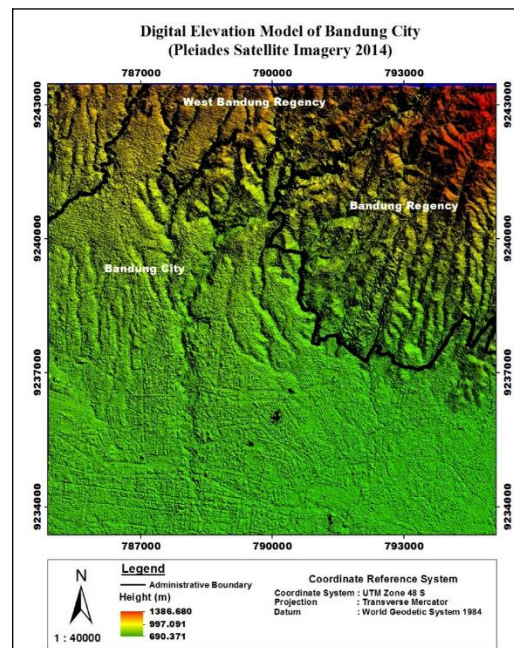 Digital Elevation Model of Bandung City
(Pleiades Satellite Imagery 2014)
787000 790000 793000
9243000 9243000
West Bandung Regency
Bandung Regency
9240000 9240000
Bandung City
9237000 9237000
9234000 9234000
787000 790000 793000
Legend
Administrative Boundary
Height (m)
1386.680
997.091
690.371
N
1 : 40000
Coordinate Reference System
Coordinate System : UTM Zone 48 S
Projection : Transverse Mercator
Datum : World Geodetic System 1984